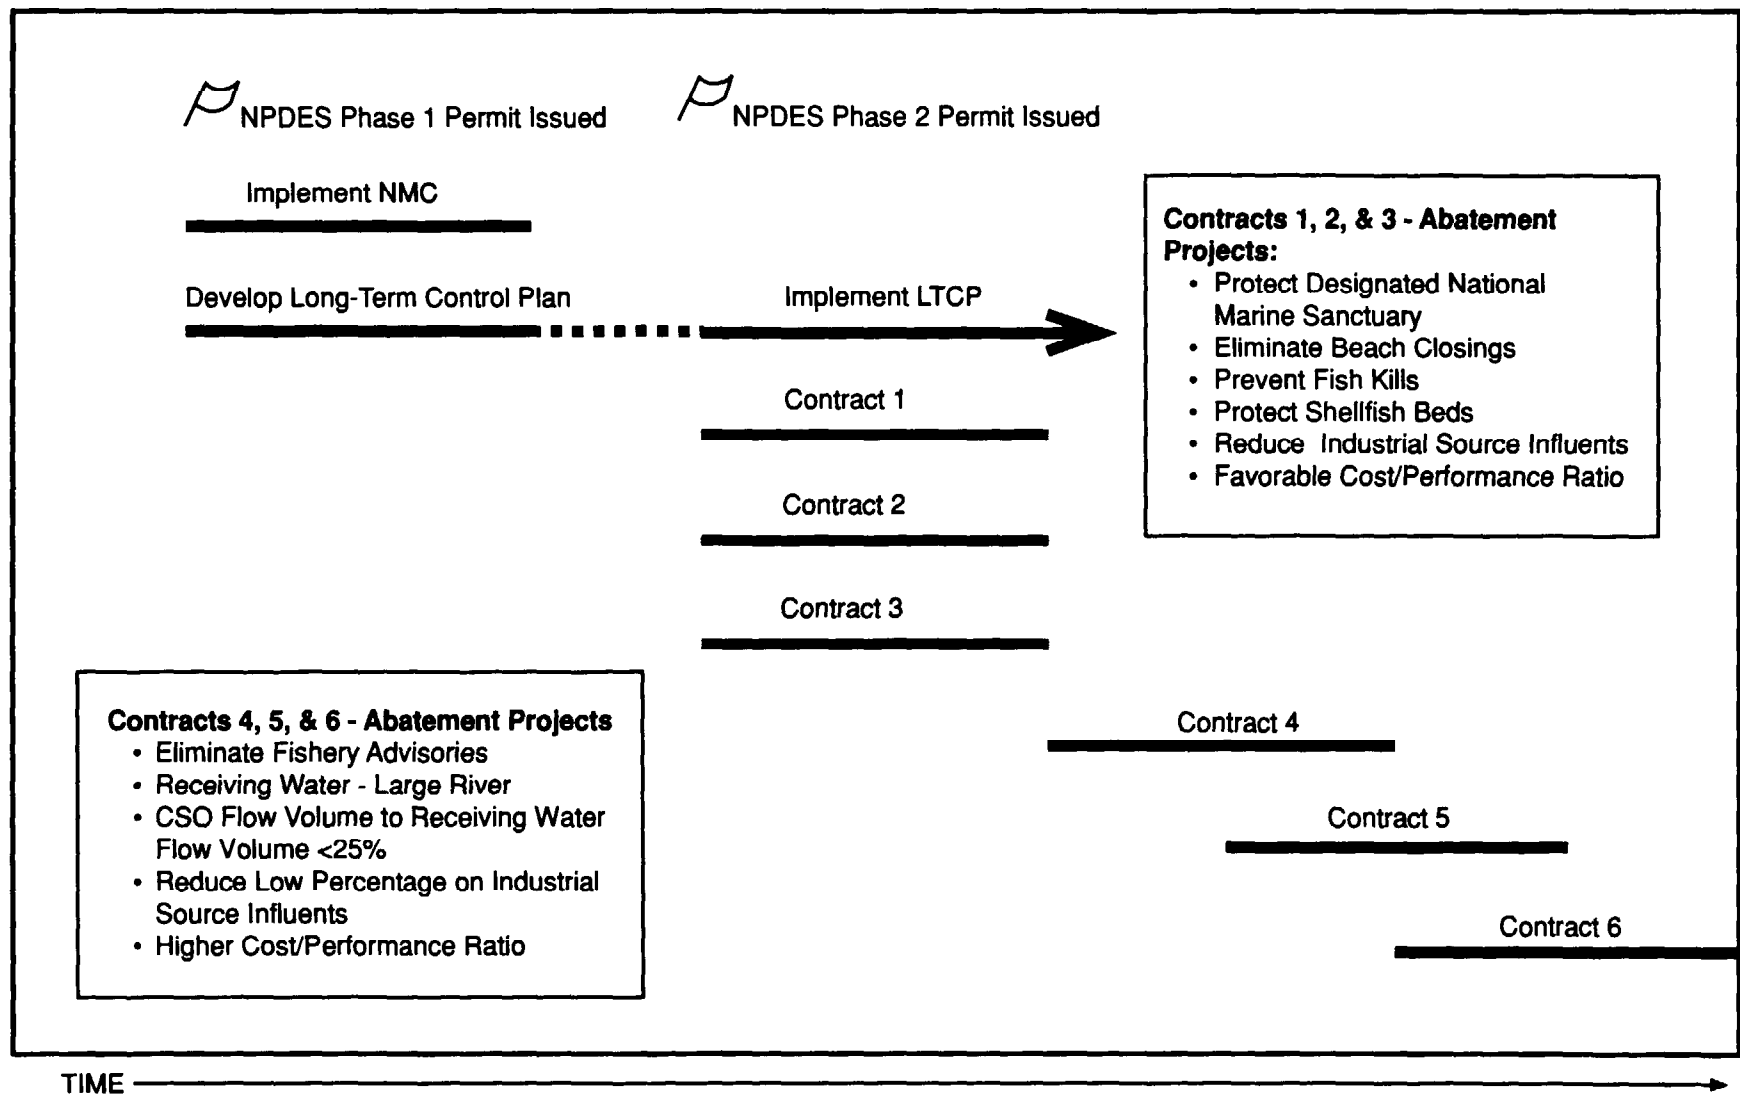 NPDES Phase 1 Permit Issued
NPDES Phase 2 Permit Issued
Implement NMC
Develop Long-Term Control Plan
Implement LTCP
Contracts 1, 2, & 3 - Abatement
Projects:
• Protect Designated National
Marine Sanctuary
• Eliminate Beach Closings
• Prevent Fish Kills
• Protect Shellfish Beds
• Reduce Industrial Source Influents
• Favorable Cost/Performance Ratio
Contract 1
Contract 2
Contract 3
Contracts 4, 5, & 6 - Abatement Projects
• Eliminate Fishery Advisories
• Receiving Water - Large River
• CSO Flow Volume to Receiving Water
Flow Volume <25%
• Reduce Low Percentage on Industrial
Source Influents
• Higher Cost/Performance Ratio
Contract 4
Contract 5
Contract 6
TIME